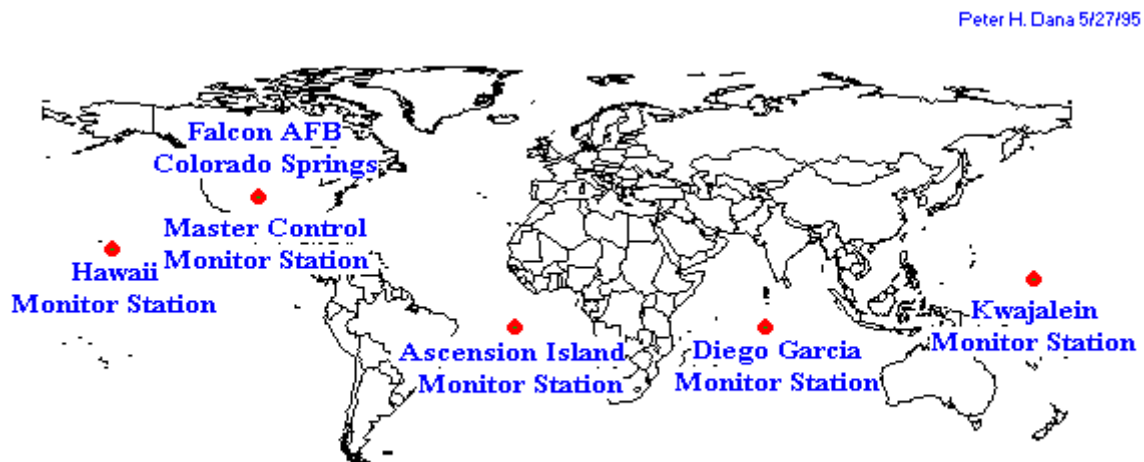 Peter H. Dana 5/27/95
Falcon AFB
Colorado Springs
Master Control
Monitor Station
Hawaii
Monitor Station
Ascension Island
Monitor Station
Diego Garcia
Monitor Station
Kwajalein
Monitor Station